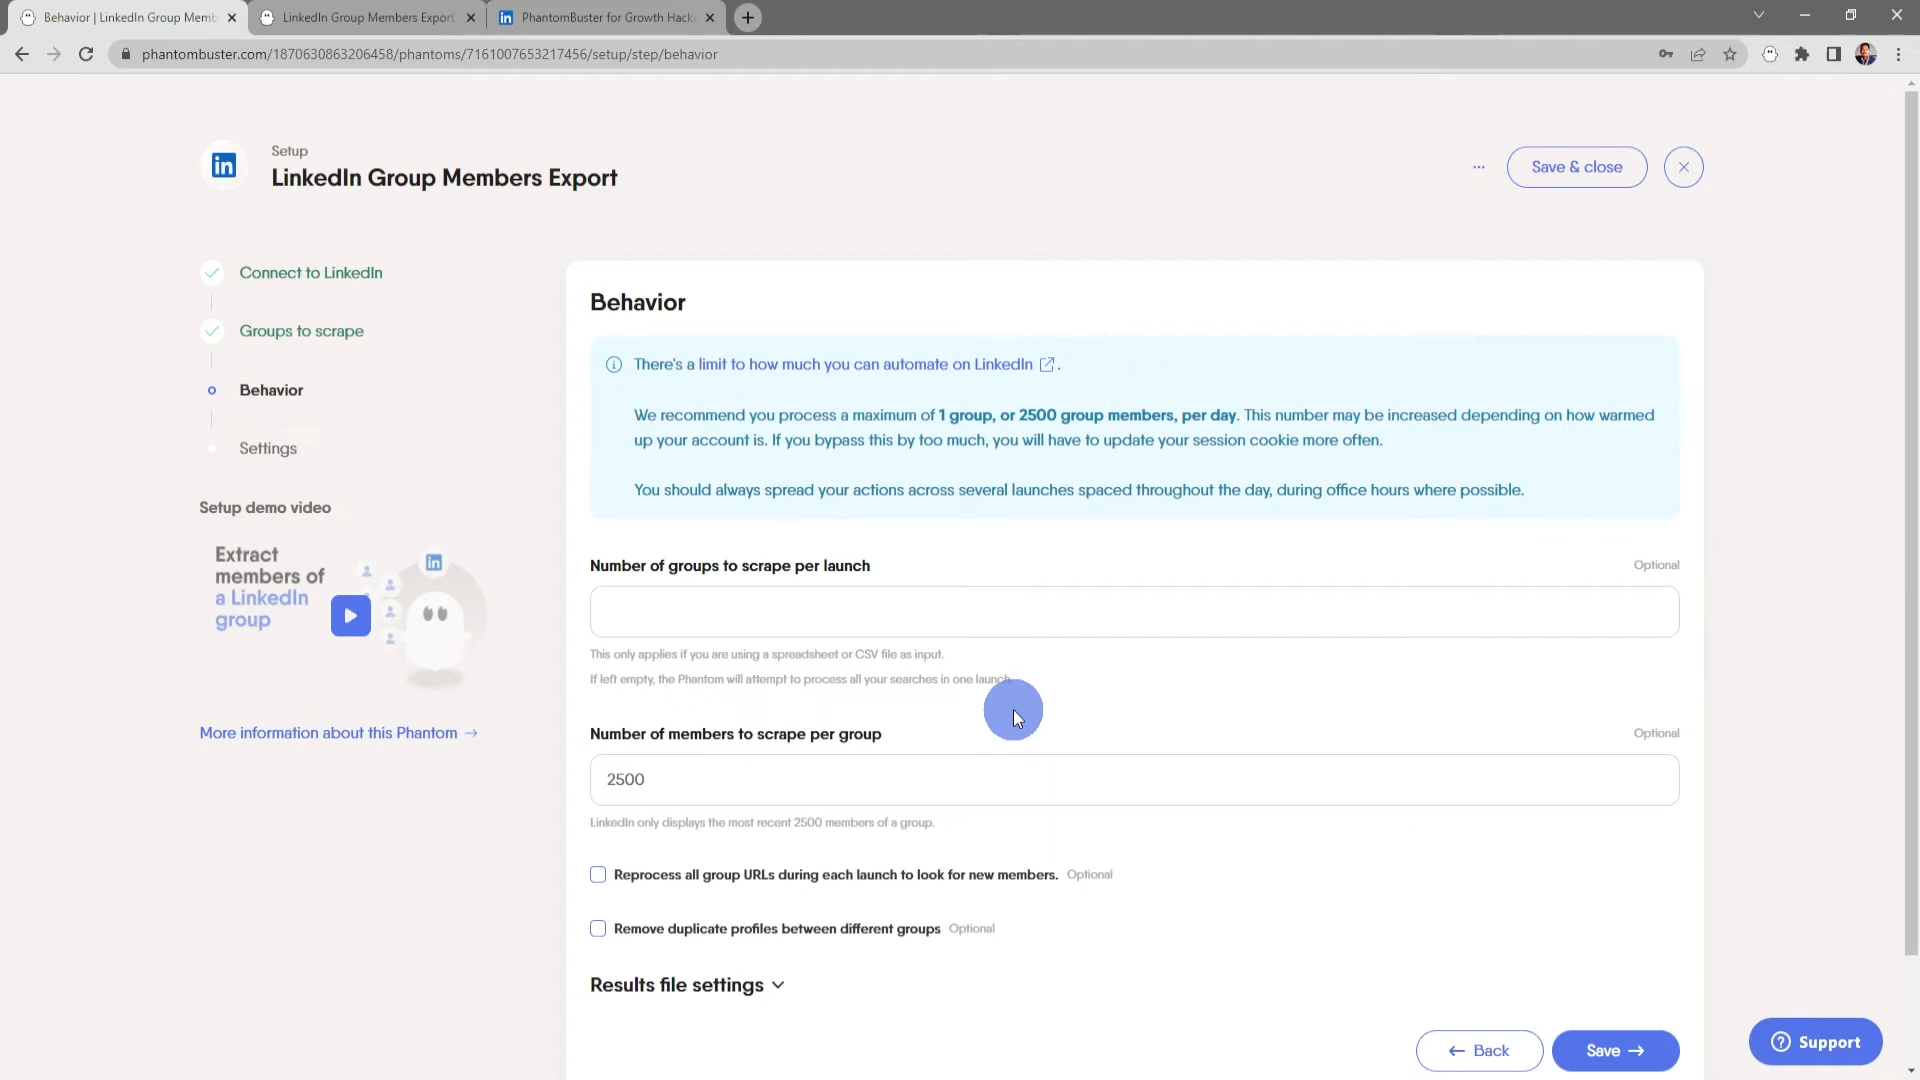 Behavior | LinkedIn Group Memb
LinkedIn Group Members Export
PhantomBuster for Growth Hack
phantombuster.com/1870630863206458/phantoms/7161007653217456/setup/step/behavior
in
Setup
LinkedIn Group Members Export
Save & close
Connect to LinkedIn
Groups to scrape
Behavior
Settings
Setup demo video
Extract
members of
a LinkedIn
group
in
More information about this Phantom →
Behavior
There's a limit to how much you can automate on LinkedIn .
We recommend you process a maximum of 1 group, or 2500 group members, per day. This number may be increased depending on how warmed
up your account is. If you bypass this by too much, you will have to update your session cookie more often.
You should always spread your actions across several launches spaced throughout the day, during office hours where possible.
Number of groups to scrape per launch Optional
This only applies if you are using a spreadsheet or CSV file as input.
If left empty, the Phantom will attempt to process all your searches in one launch.
Number of members to scrape per group Optional
2500
LinkedIn only displays the most recent 2500 members of a group.
Reprocess all group URLs during each launch to look for new members. Optional
Remove duplicate profiles between different groups Optional
Results file settings
← Back
Save →
Support